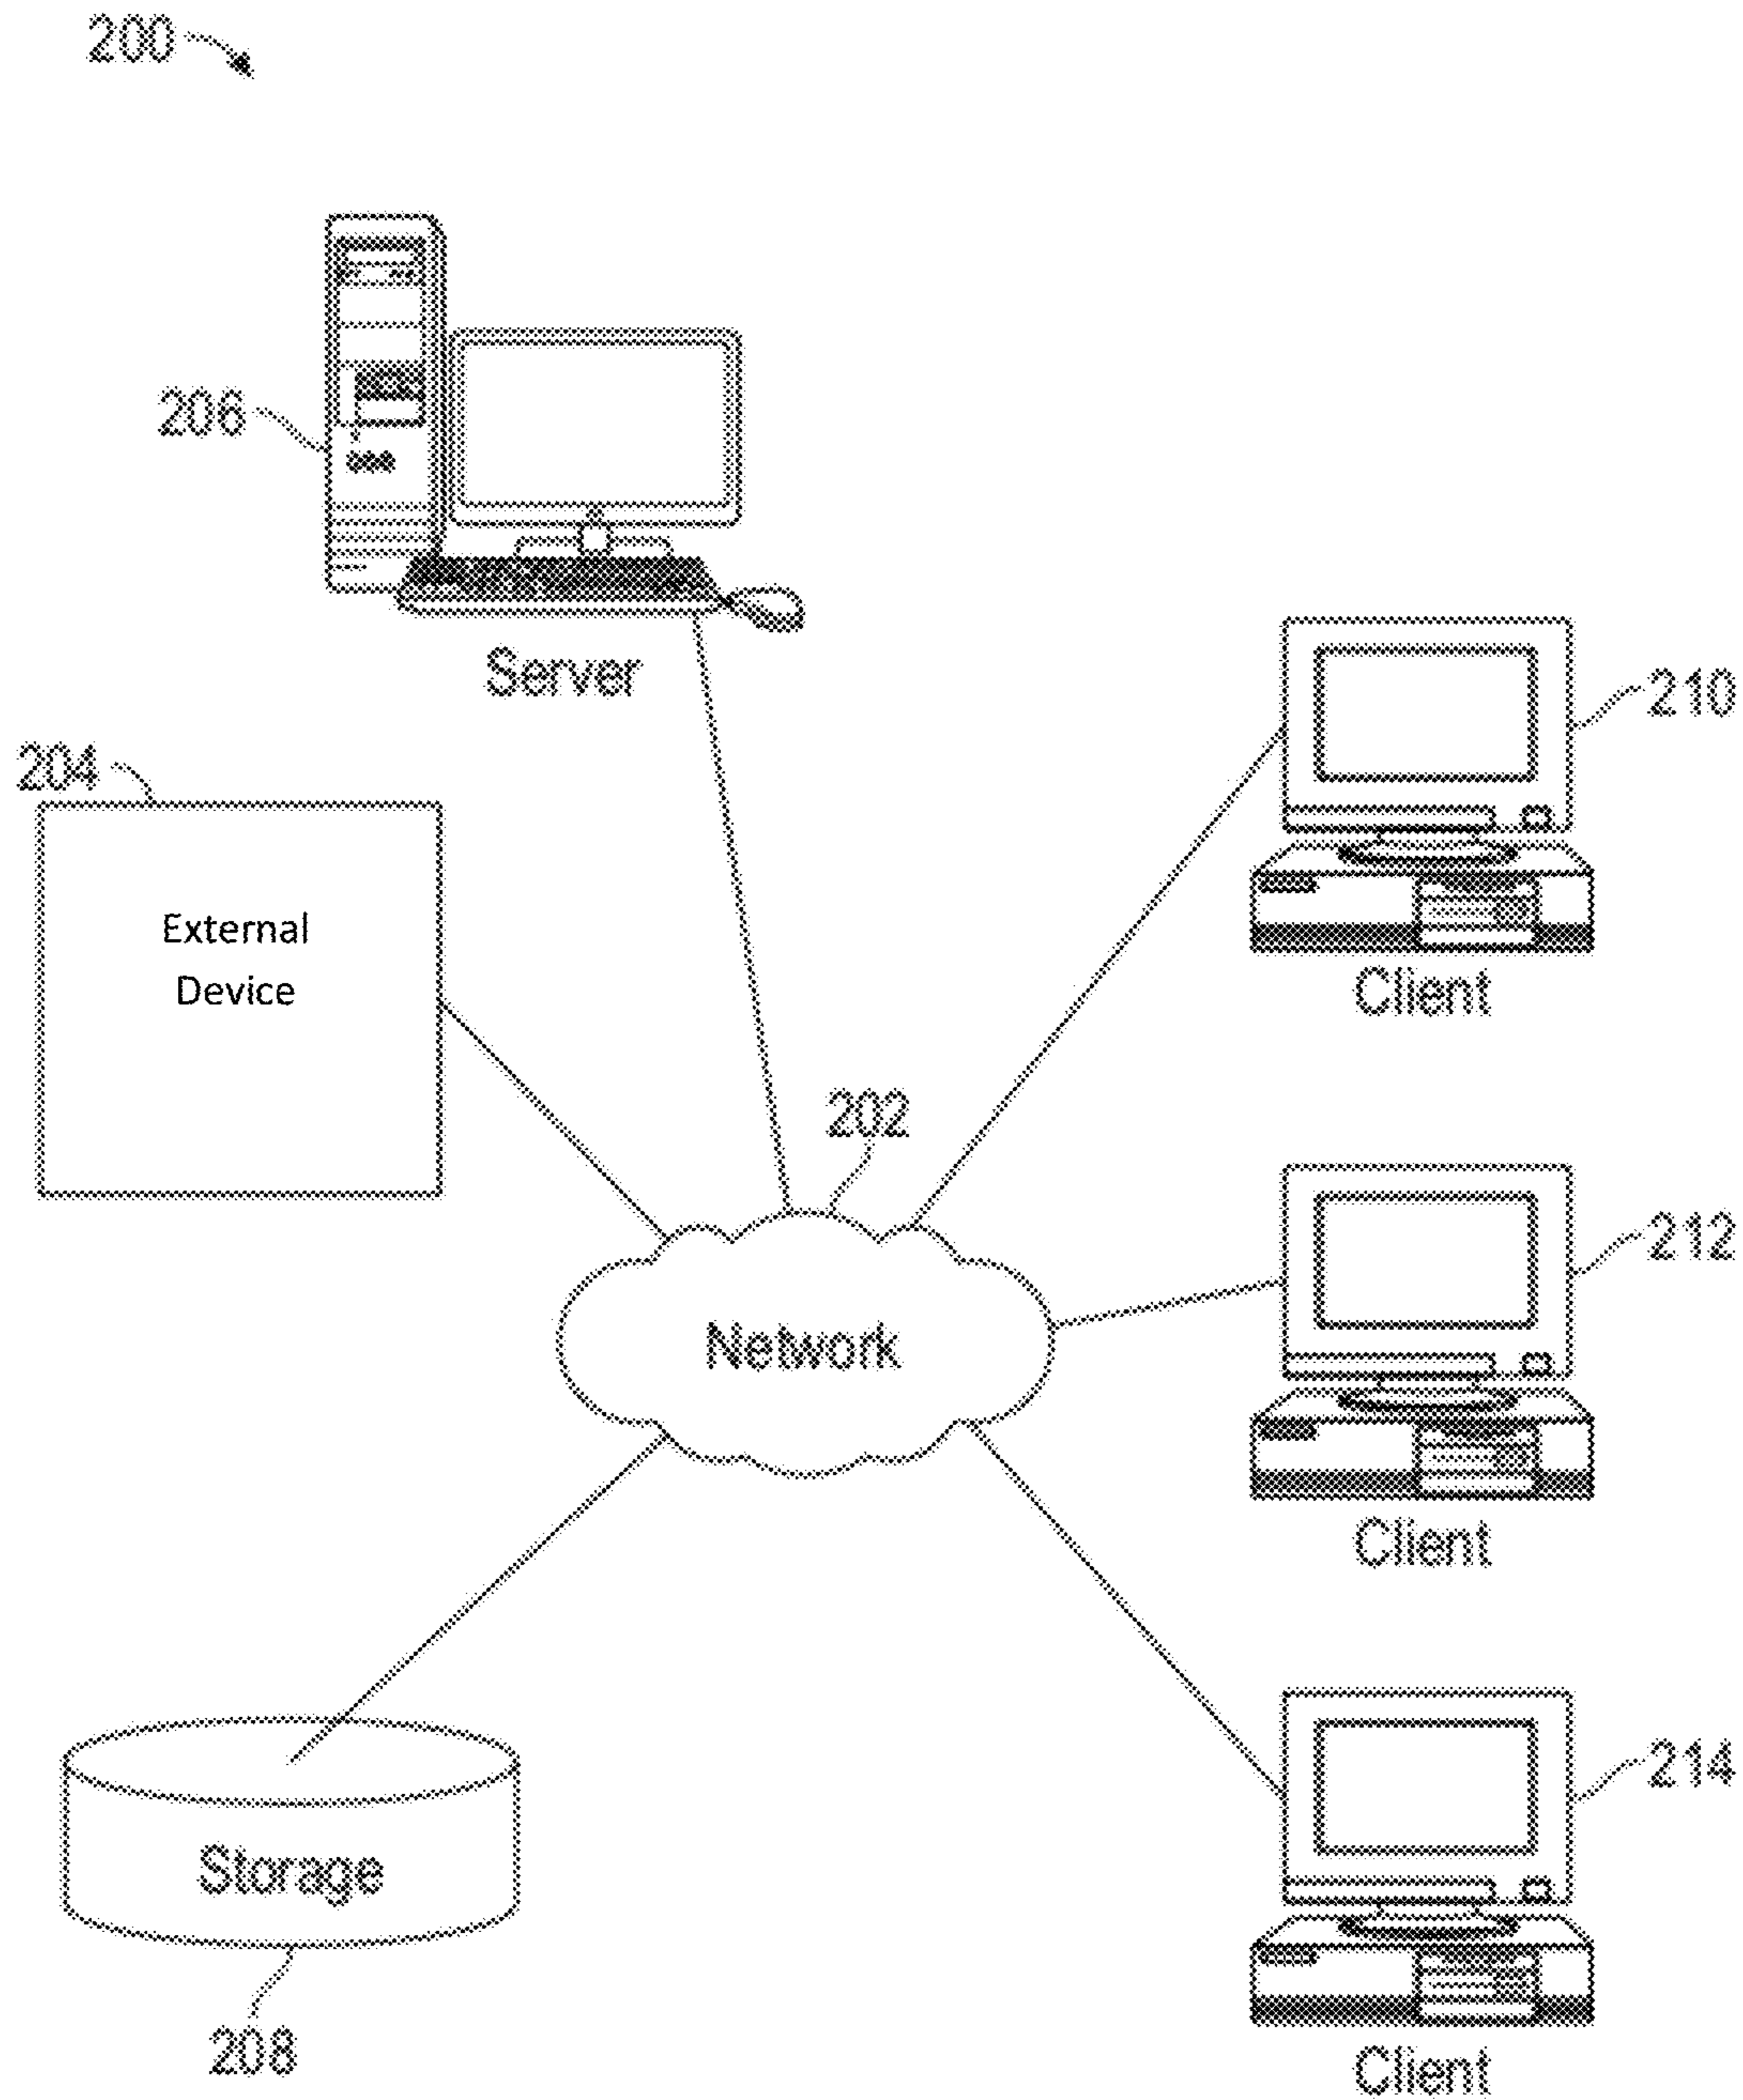 200
206
Server
204
External
Device
210
Client
202
Network
212
Client
214
Client
Storage
208